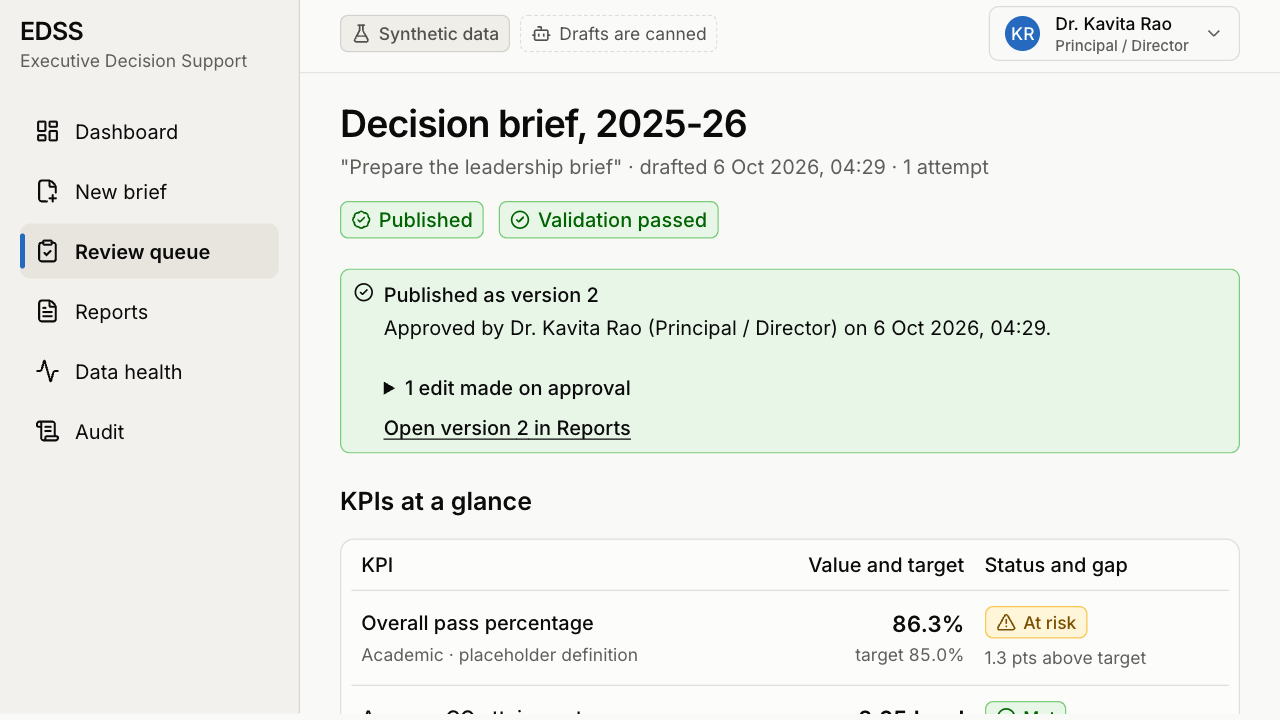 EDSS
Executive Decision Support
Dashboard
New brief
Review queue
Reports
Data health
Audit
Synthetic data
Drafts are canned
KR
Dr. Kavita Rao
Principal / Director
Decision brief, 2025-26
"Prepare the leadership brief" · drafted 6 Oct 2026, 04:29 · 1 attempt
Published
Validation passed
Published as version 2
Approved by Dr. Kavita Rao (Principal / Director) on 6 Oct 2026, 04:29.
1 edit made on approval
Open version 2 in Reports
KPIs at a glance
KPI
Value and target
Status and gap
Overall pass percentage
86.3%
At risk
Academic · placeholder definition
target 85.0%
1.3 pts above target